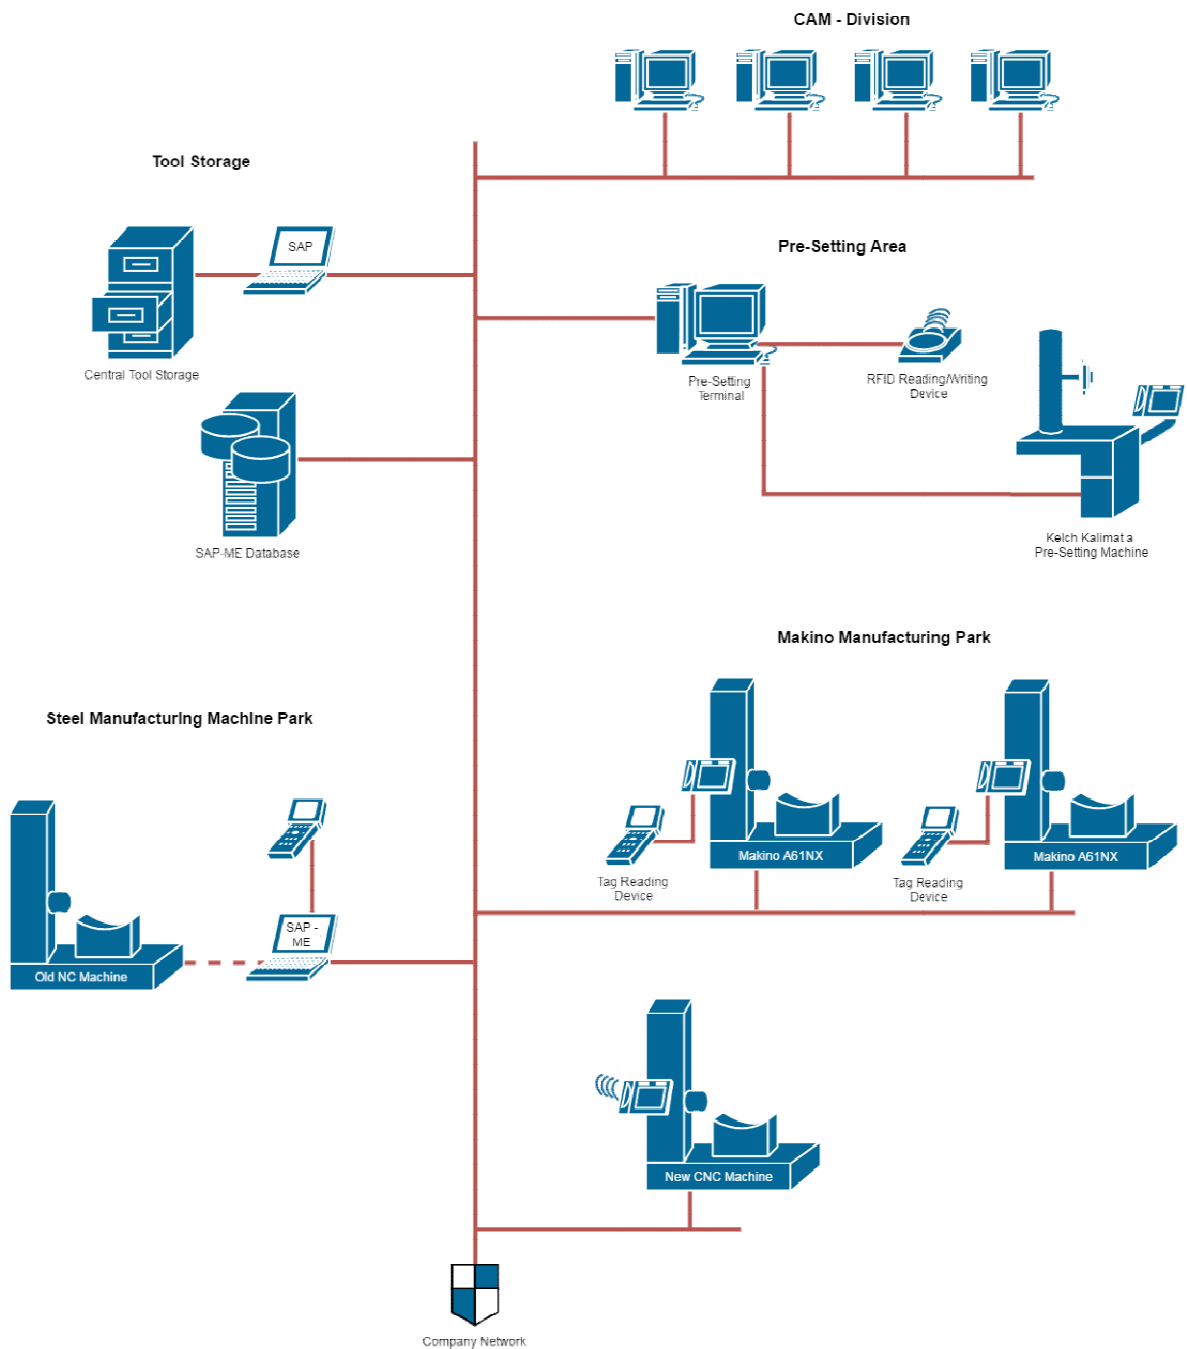 CAM - Division
Tool Storage
SAP
Central Tool Storage
SAP-ME Database
Pre-Setting Area
Pre-Setting
Terminal
RFID Reading/Writing
Device
Kelch Kalimat a
Pre-Setting Machine
Makino Manufacturing Park
Makino A61NX
Tag Reading
Device
Makino A61NX
Tag Reading
Device
Steel Manufacturing Machine Park
SAP -
ME
Old NC Machine
New CNC Machine
Company Network